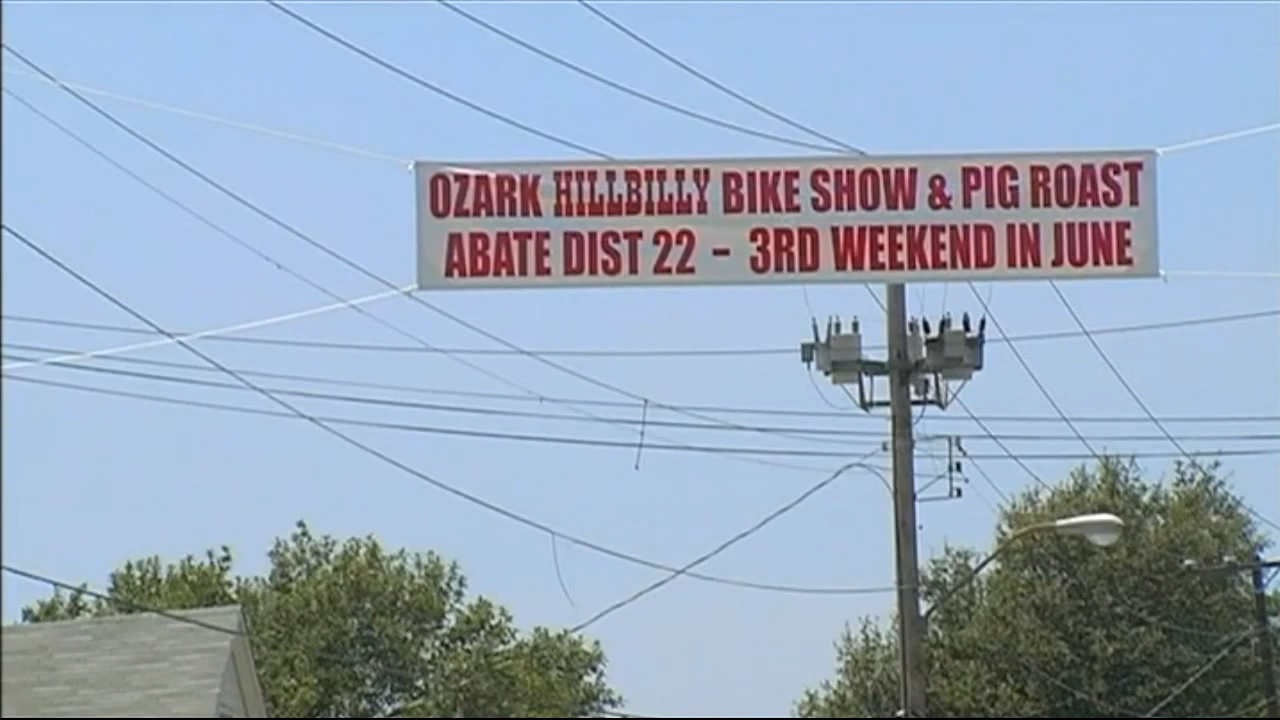 OZARK HILLBILLY BIKE SHOW & PIG ROAST
ABATE DIST 22 - 3RD WEEKEND IN JUNE